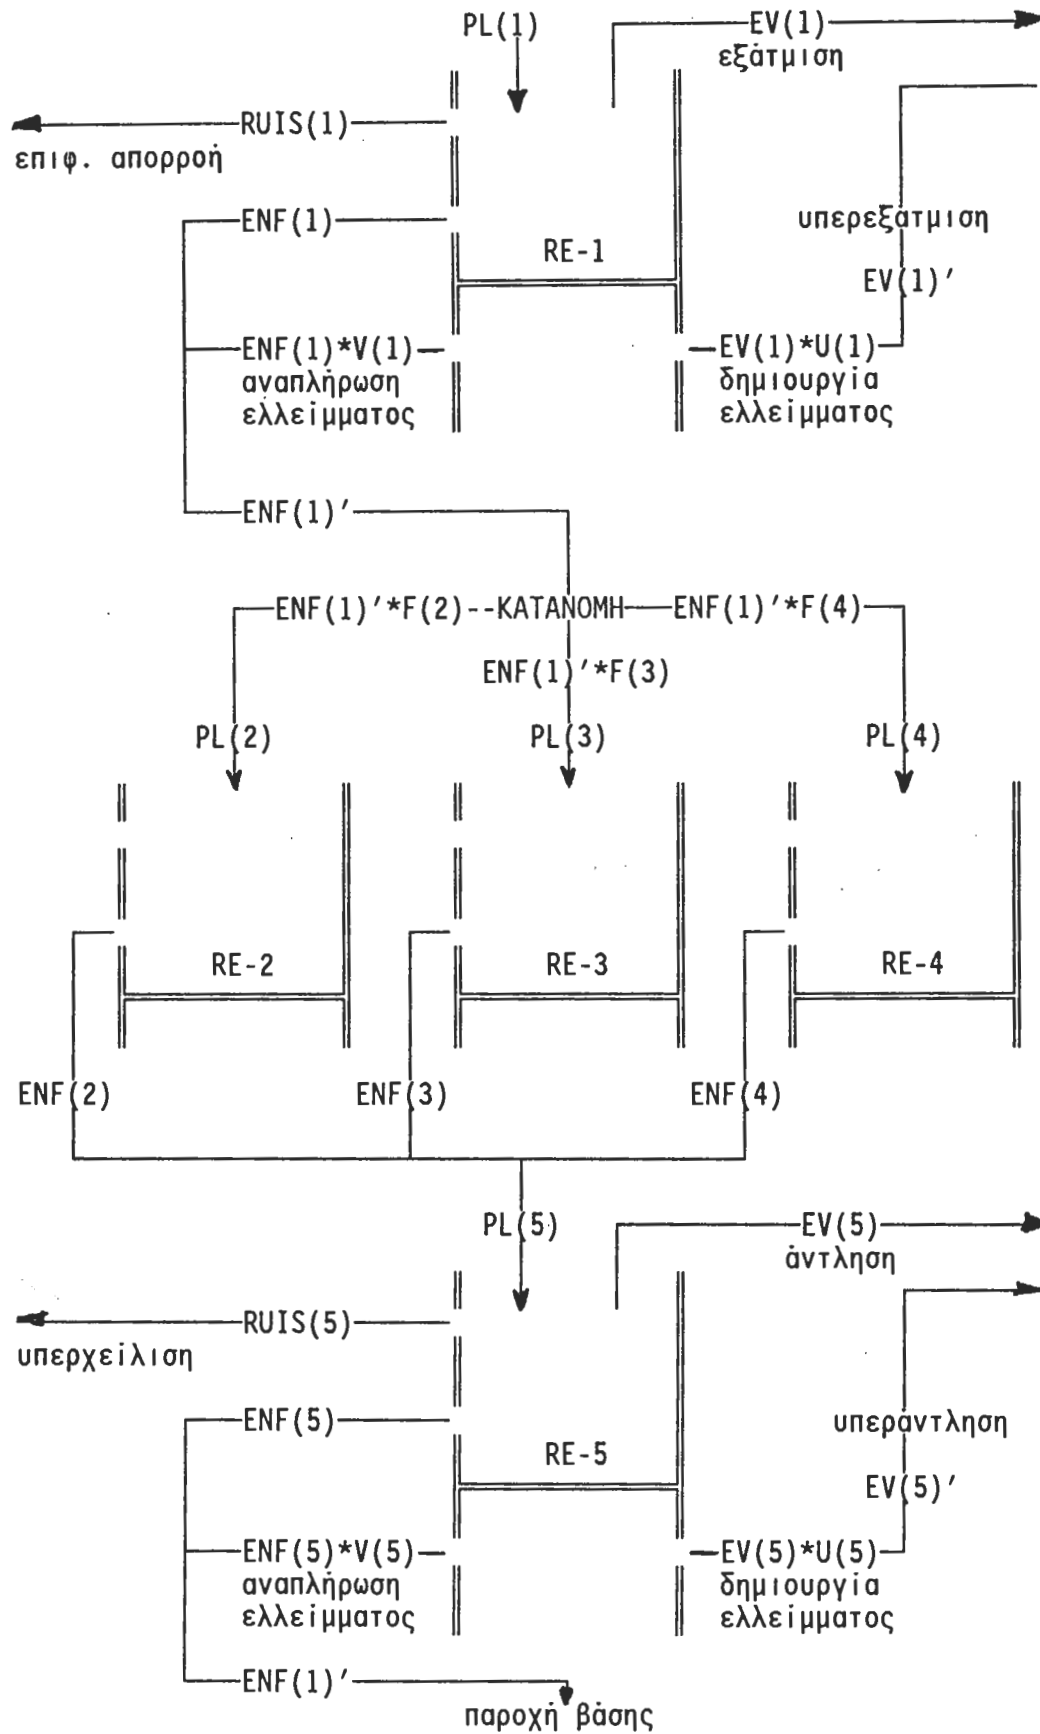 PL(1)
EV(1)
εξάτμιση
RUIS(1)
επιφ. απορροή
ENF(1)
υπερεξάτμιση
RE-1
EV(1)′
ENF(1)*V(1)
αναπλήρωση
ελλείμματος
EV(1)*U(1)
δημιουργία
ελλείμματος
ENF(1)′
ENF(1)′*F(2)--ΚΑΤΑΝΟΜΗ
ENF(1)′*F(4)
ENF(1)′*F(3)
PL(2)
PL(3)
PL(4)
RE-2
RE-3
RE-4
ENF(2)
ENF(3)
ENF(4)
PL(5)
EV(5)
άντληση
RUIS(5)
υπερχείλιση
ENF(5)
υπεράντληση
RE-5
EV(5)′
ENF(5)*V(5)
αναπλήρωση
ελλείμματος
EV(5)*U(5)
δημιουργία
ελλείμματος
ENF(1)′
παροχή βάσης